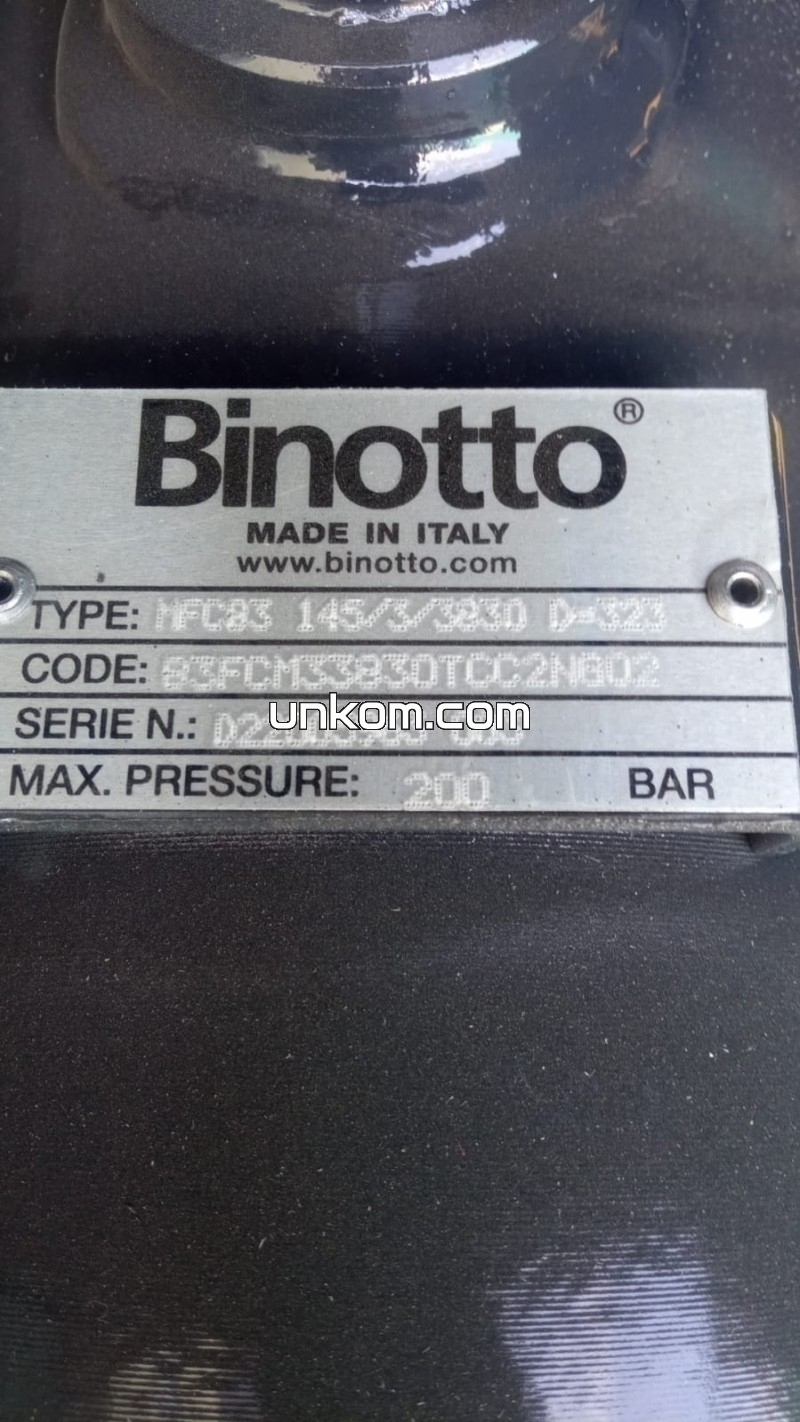 Binotto®
MADE IN ITALY
www.binotto.com
TYPE: MFC83 145/3/3830 D=323
CODE: 83FCM33830TCC2NG02
SERIE N.:
unkom.com
MAX. PRESSURE: 200 BAR